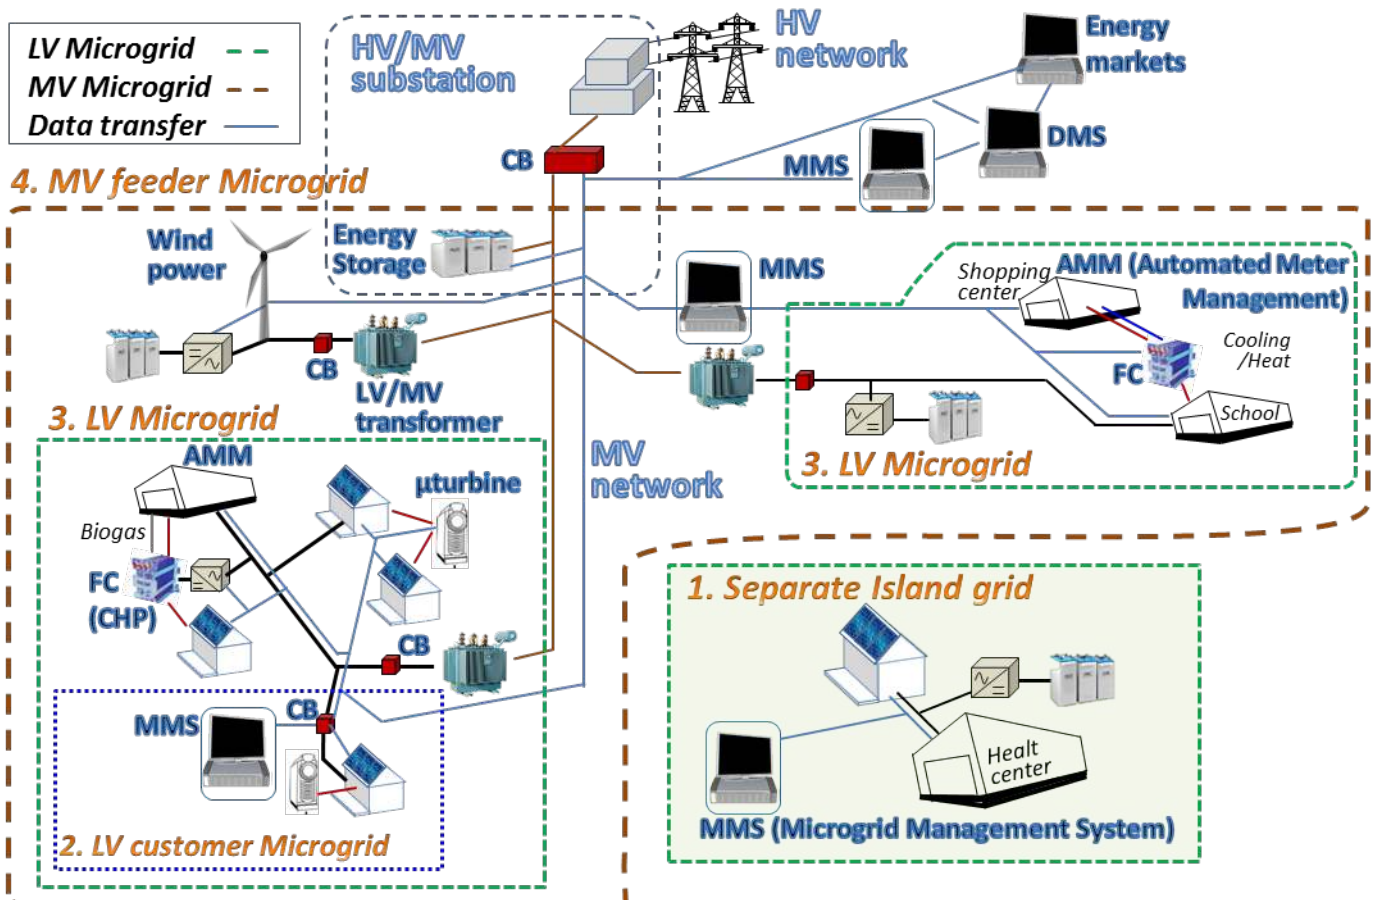 LV Microgrid
MV Microgrid
Data transfer
HV/MV
substation
HV
network
Energy
markets
CB
MMS
DMS
4. MV feeder Microgrid
Wind
power
Energy
Storage
MMS
Shopping
center
AMM (Automated Meter
Management)
Cooling
/Heat
FC
School
CB
LV/MV
transformer
3. LV Microgrid
3. LV Microgrid
AMM
µturbine
MV
network
Biogas
FC
(CHP)
CB
1. Separate Island grid
MMS
CB
Healt
center
MMS (Microgrid Management System)
2. LV customer Microgrid